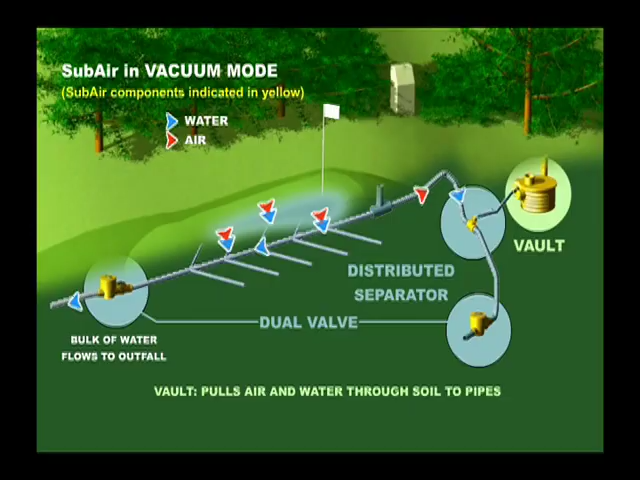 SubAir in VACUUM MODE
(SubAir components indicated in yellow)
WATER
AIR
VAULT
DISTRIBUTED
SEPARATOR
DUAL VALVE
BULK OF WATER
FLOWS TO OUTFALL
VAULT: PULLS AIR AND WATER THROUGH SOIL TO PIPES